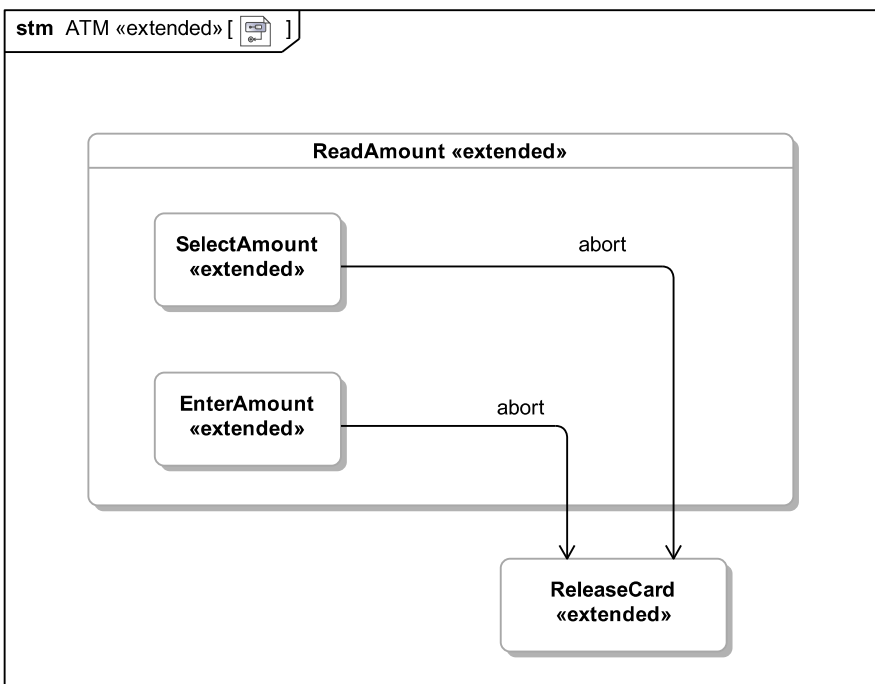 stm ATM «extended» [ ]
ReadAmount «extended»
SelectAmount
«extended»
abort
EnterAmount
«extended»
abort
ReleaseCard
«extended»